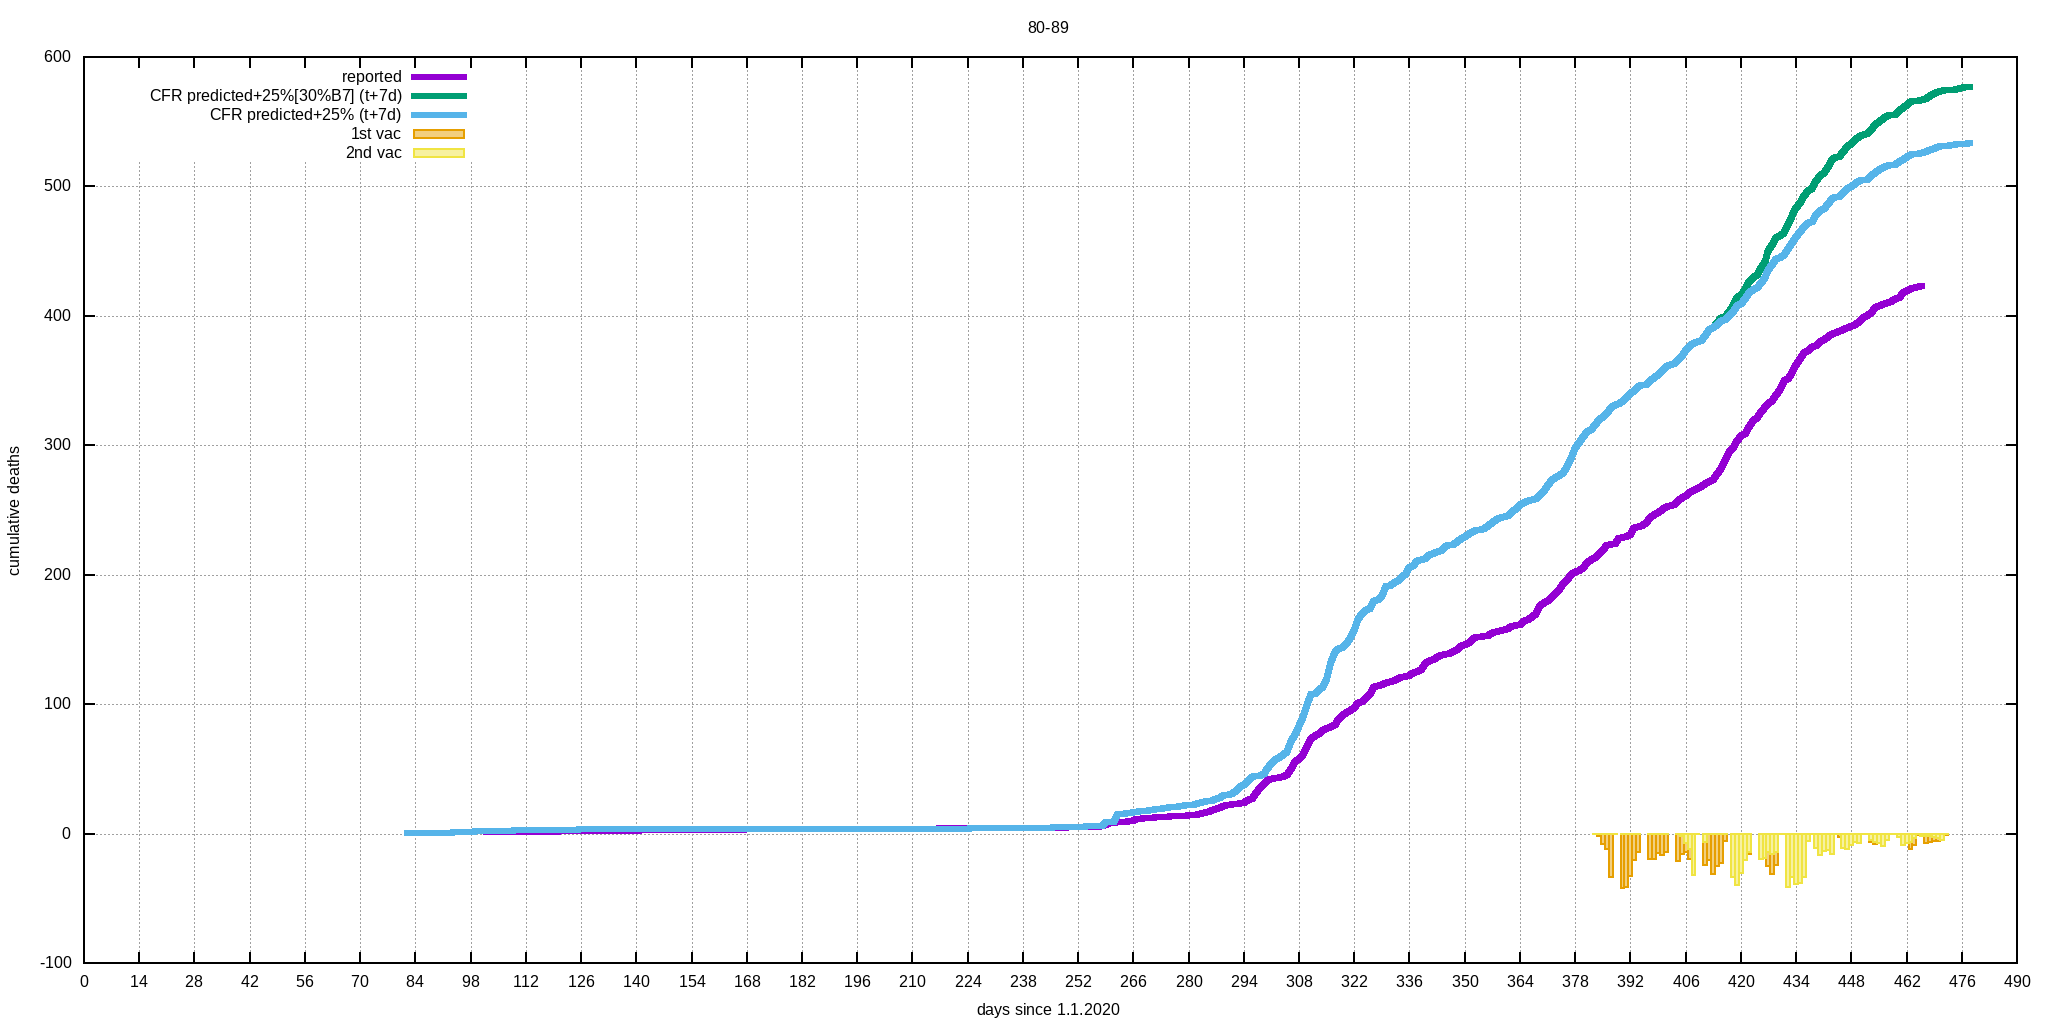 80-89
600
500
400
300
200
100
0
-100
reported
CFR predicted+25%[30%B7] (t+7d)
CFR predicted+25% (t+7d)
1st vac
2nd vac
cumulative deaths
0 14 28 42 56 70 84 98 112 126 140 154 168 182 196 210 224 238 252 266 280 294 308 322 336 350 364 378 392 406 420 434 448 462 476 490
days since 1.1.2020